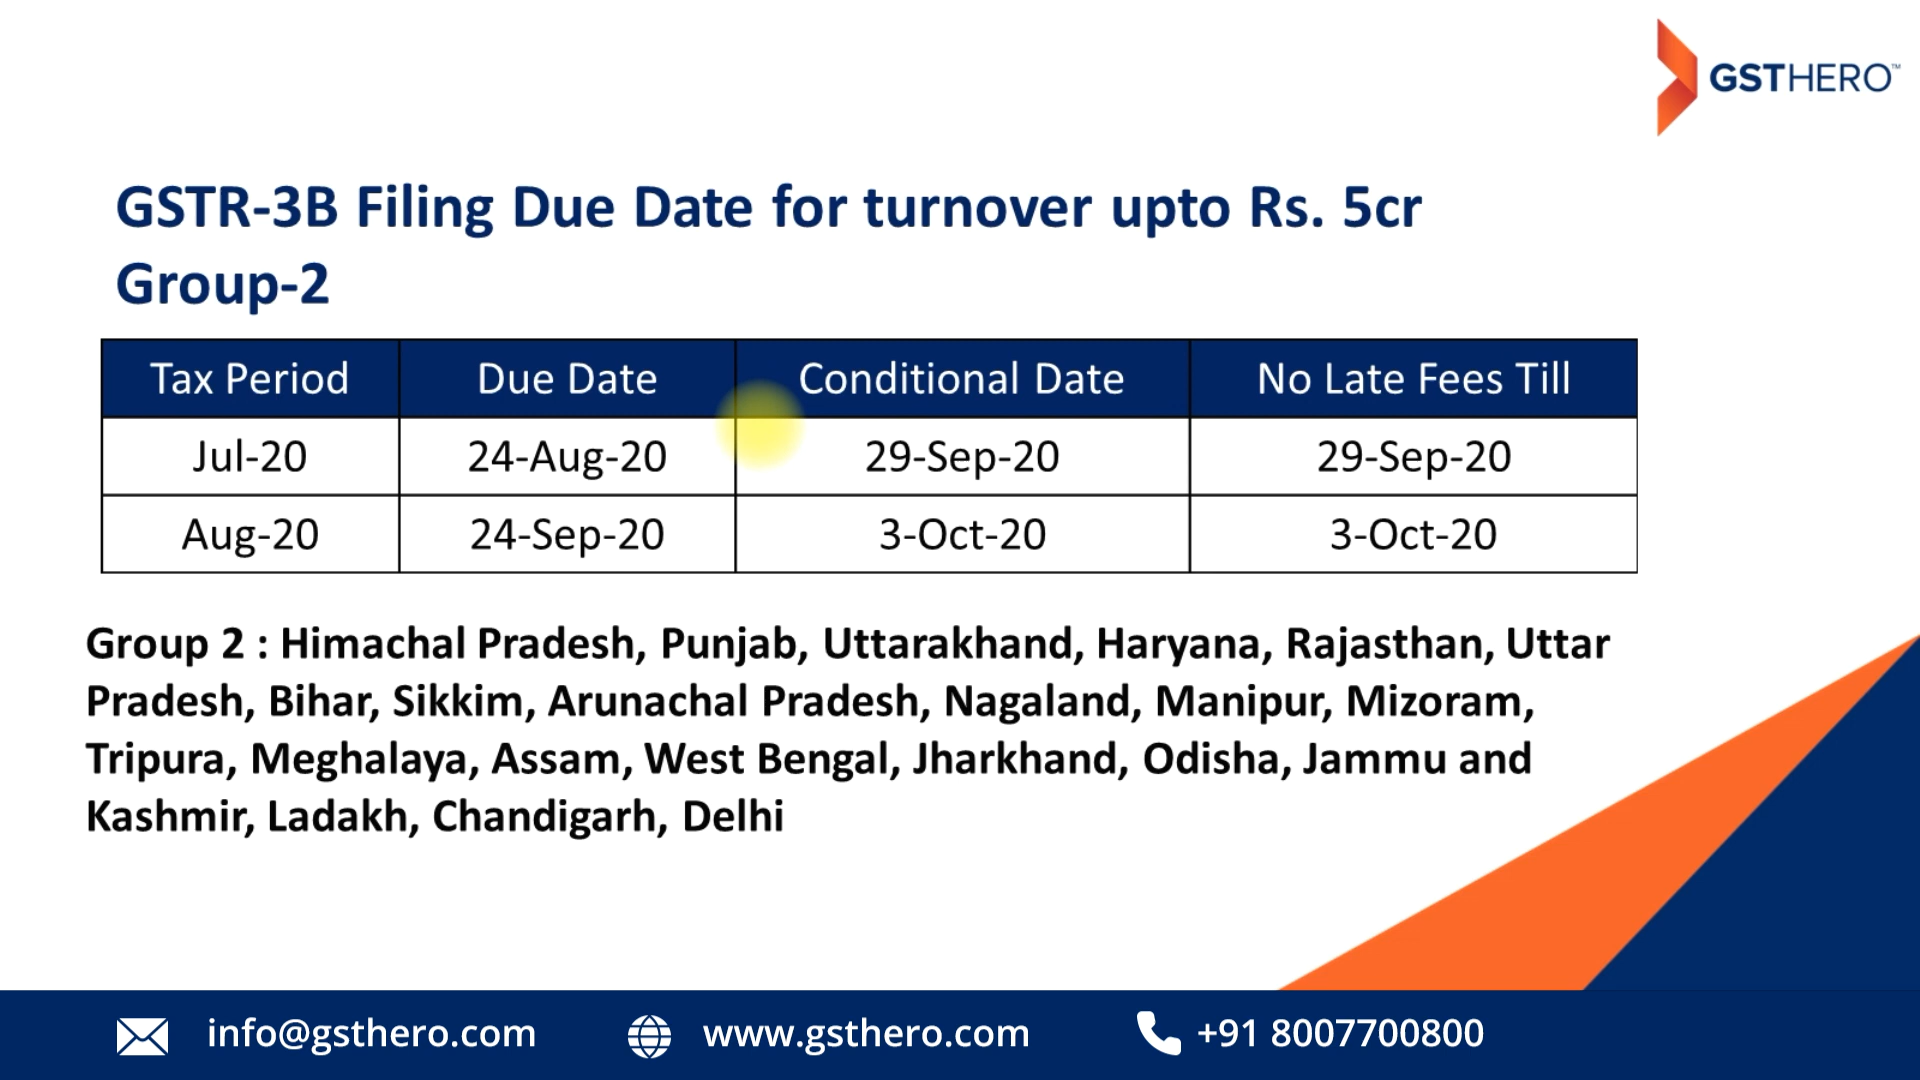 GSTHERO™
GSTR-3B Filing Due Date for turnover upto Rs. 5cr
Group-2
Tax Period Due Date Conditional Date No Late Fees Till
Jul-20 24-Aug-20 29-Sep-20 29-Sep-20
Aug-20 24-Sep-20 3-Oct-20 3-Oct-20
Group 2 : Himachal Pradesh, Punjab, Uttarakhand, Haryana, Rajasthan, Uttar
Pradesh, Bihar, Sikkim, Arunachal Pradesh, Nagaland, Manipur, Mizoram,
Tripura, Meghalaya, Assam, West Bengal, Jharkhand, Odisha, Jammu and
Kashmir, Ladakh, Chandigarh, Delhi
info@gsthero.com www.gsthero.com +91 8007700800